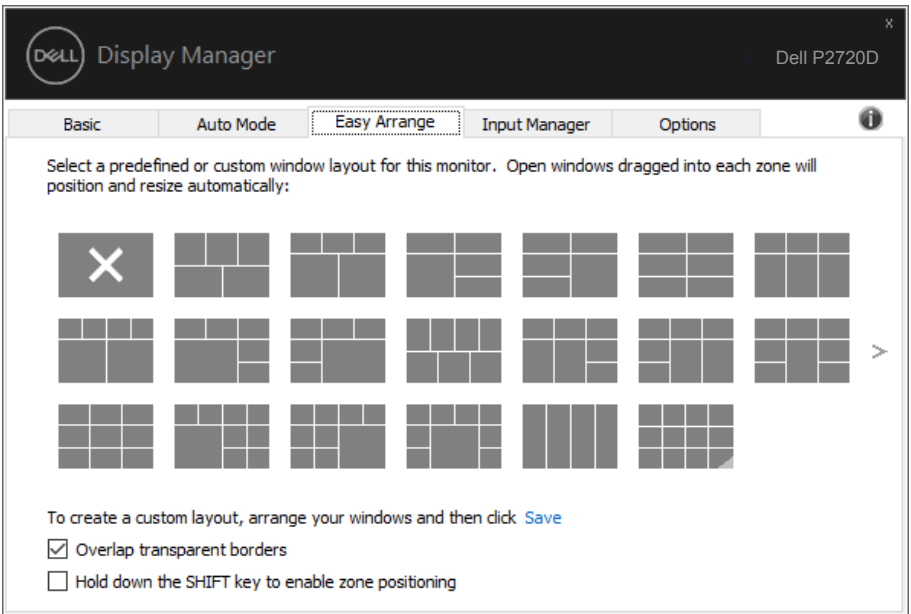 x
DELL Display Manager
Dell P2720D
Basic Auto Mode Easy Arrange Input Manager Options i
Select a predefined or custom window layout for this monitor. Open windows dragged into each zone will
position and resize automatically:
>
To create a custom layout, arrange your windows and then click Save
Overlap transparent borders
Hold down the SHIFT key to enable zone positioning